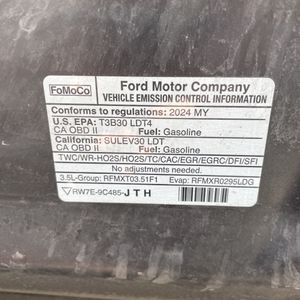 FoMoCo
Ford Motor Company
VEHICLE EMISSION CONTROL INFORMATION
Conforms to regulations: 2024 MY
U.S. EPA: T3B30 LDT4
CA OBD II Fuel: Gasoline
California: SULEV30 LDT
CA OBD II Fuel: Gasoline
TWC/WR-HO2S/HO2S/TC/CAC/EGR/EGRC/DFI/SFI
No adjustments needed.
3.5L-Group: RFMXT03.51F1 Evap: RFMXR0295LDG
RW7E-9C485-JTH